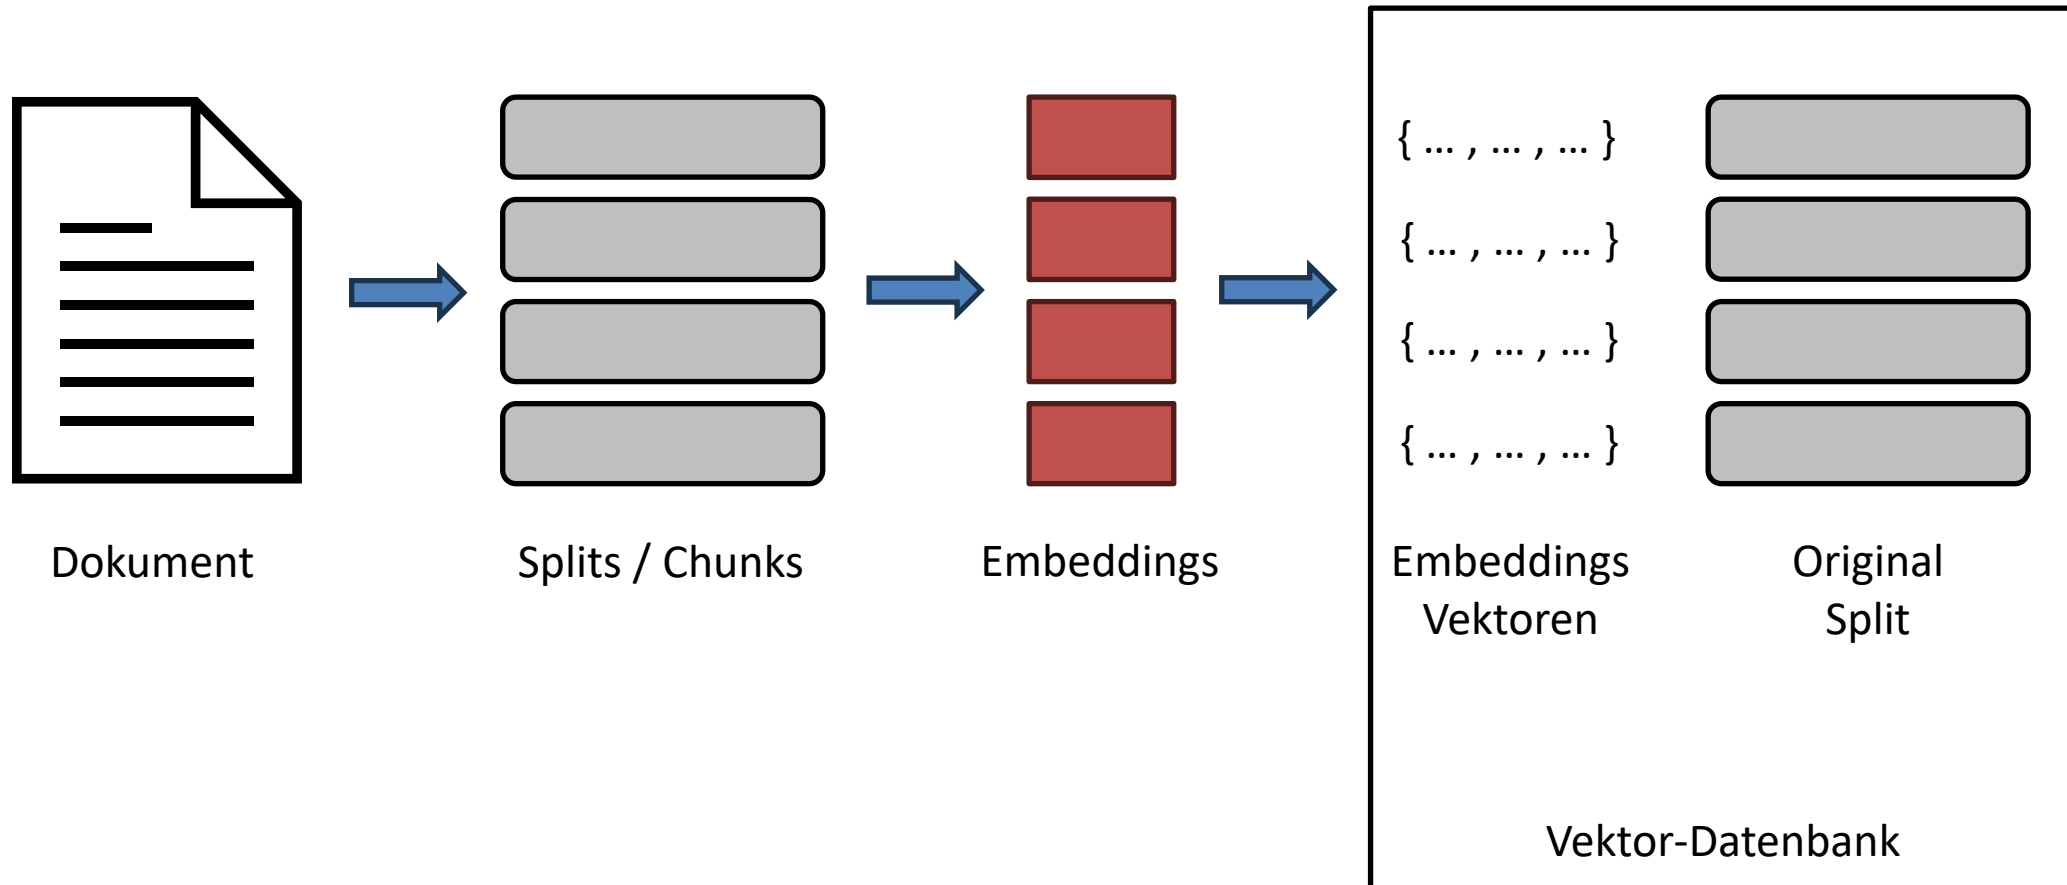 { … , … , … }
{ … , … , … }
{ … , … , … }
{ … , … , … }
Dokument
Splits / Chunks
Embeddings
Embeddings
Vektoren
Original
Split
Vektor-Datenbank